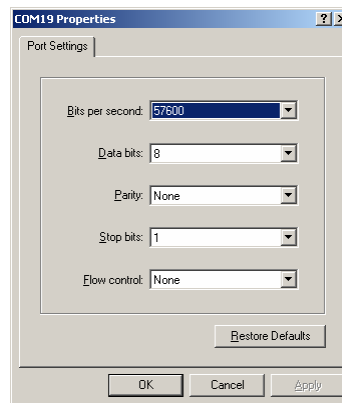 COM19 Properties
Port Settings
Bits per second: 57600
Data bits: 8
Parity: None
Stop bits: 1
Flow control: None
Restore Defaults
OK Cancel Apply